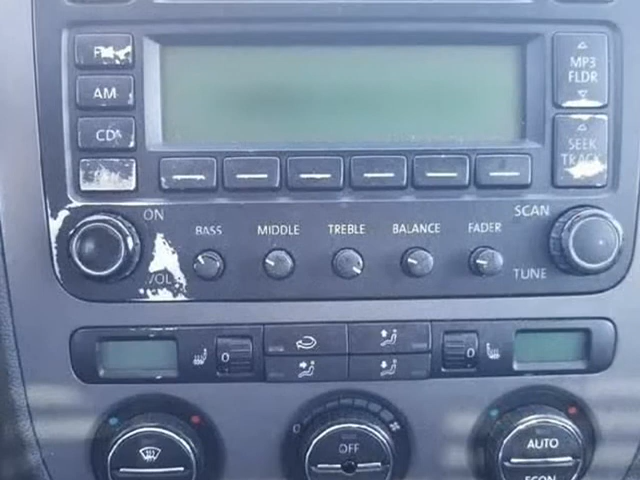 AM
CD
MP3
FLDR
SEEK
TRACK
ON
VOL
BASS
MIDDLE
TREBLE
BALANCE
FADER
SCAN
TUNE
0
0
OFF
AUTO
ECON